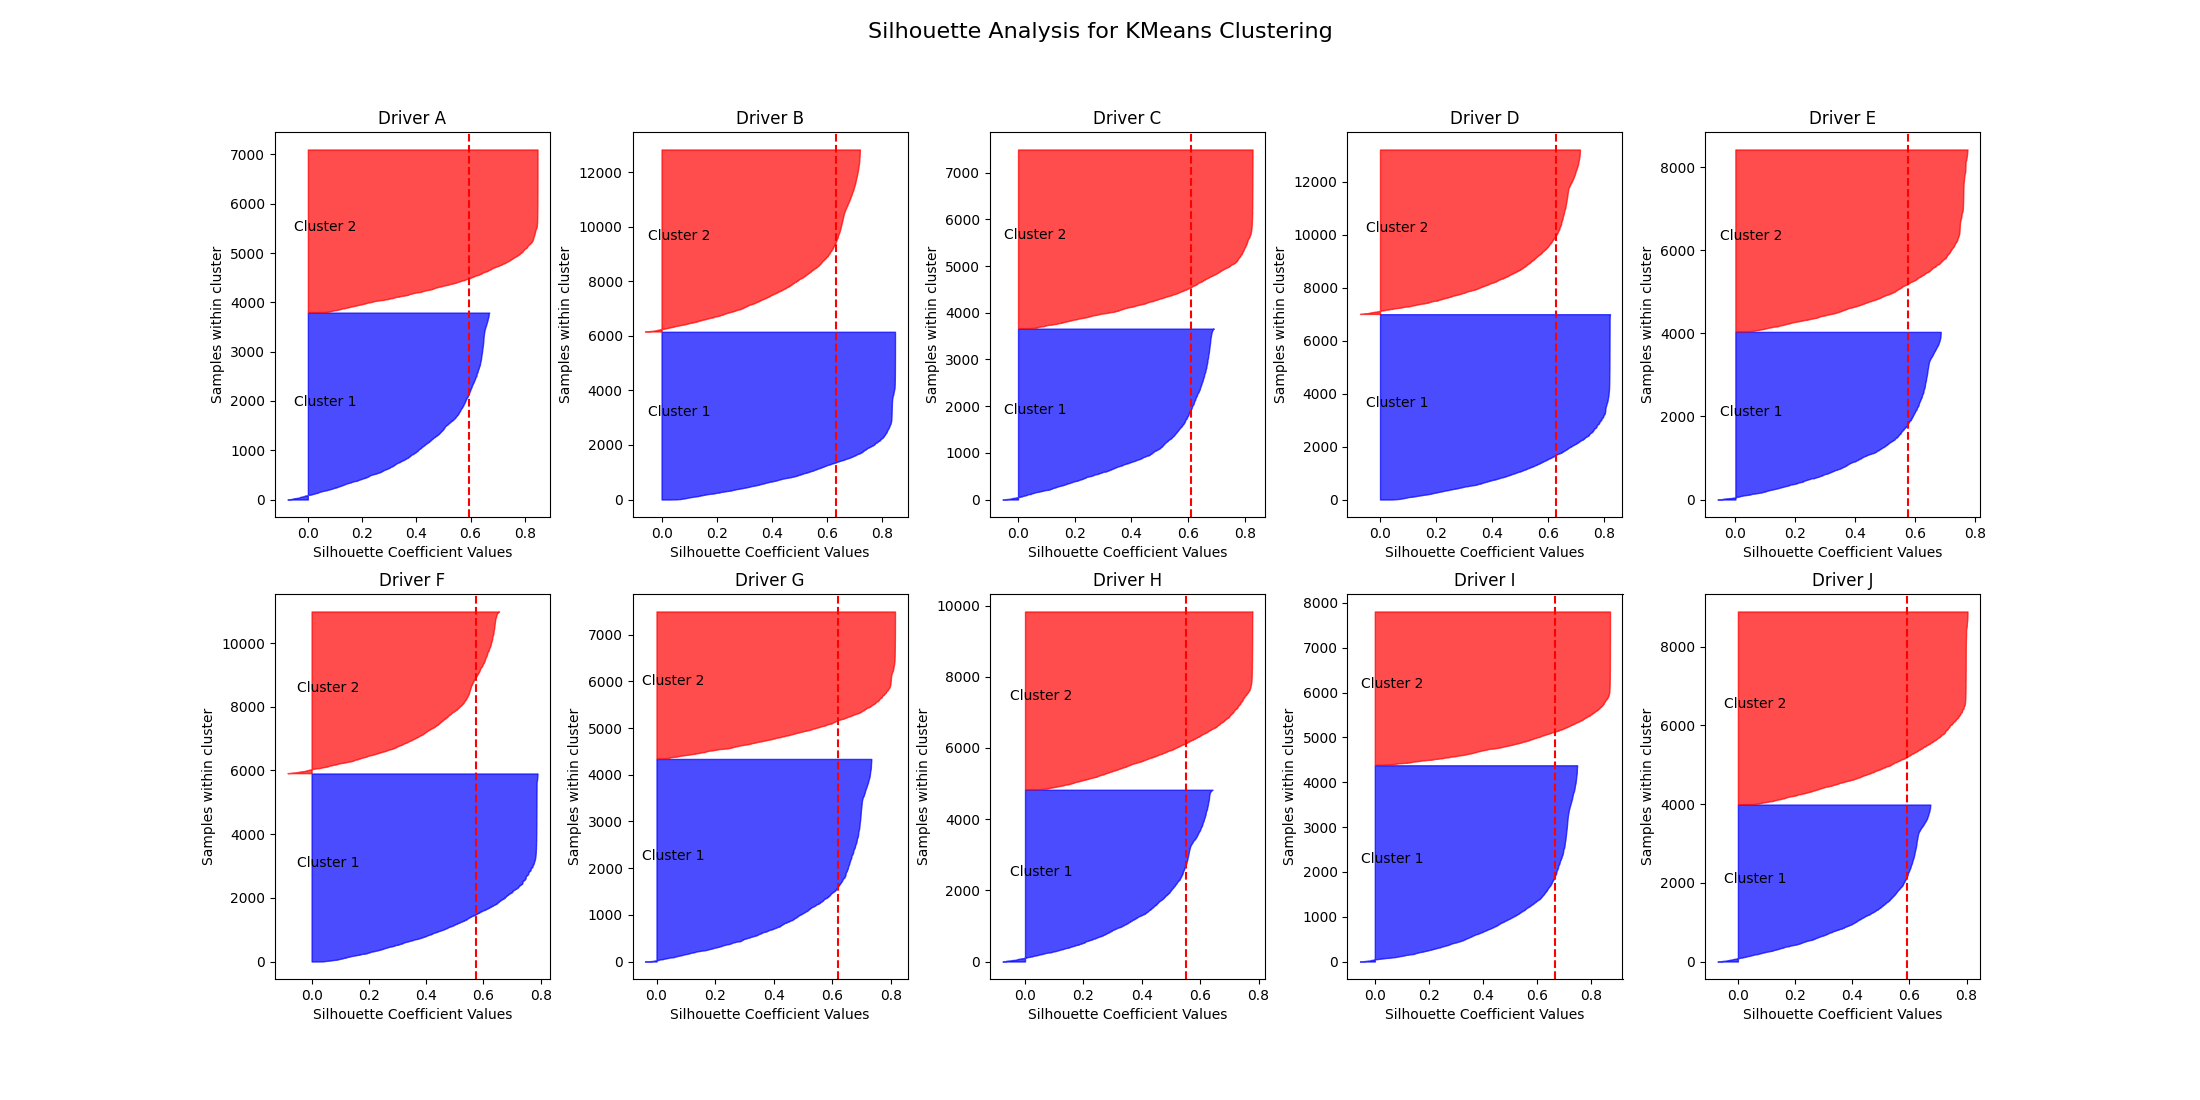 Silhouette Analysis for KMeans Clustering
Driver A
Samples within cluster
7000
6000
5000
4000
3000
2000
1000
0
Cluster 2
Cluster 1
0.0 0.2 0.4 0.6 0.8
Silhouette Coefficient Values
Driver B
Samples within cluster
12000
10000
8000
6000
4000
2000
0
Cluster 2
Cluster 1
0.0 0.2 0.4 0.6 0.8
Silhouette Coefficient Values
Driver C
Samples within cluster
7000
6000
5000
4000
3000
2000
1000
0
Cluster 2
Cluster 1
0.0 0.2 0.4 0.6 0.8
Silhouette Coefficient Values
Driver D
Samples within cluster
12000
10000
8000
6000
4000
2000
0
Cluster 2
Cluster 1
0.0 0.2 0.4 0.6 0.8
Silhouette Coefficient Values
Driver E
Samples within cluster
8000
6000
4000
2000
0
Cluster 2
Cluster 1
0.0 0.2 0.4 0.6 0.8
Silhouette Coefficient Values
Driver F
Samples within cluster
10000
8000
6000
4000
2000
0
Cluster 2
Cluster 1
0.0 0.2 0.4 0.6 0.8
Silhouette Coefficient Values
Driver G
Samples within cluster
7000
6000
5000
4000
3000
2000
1000
0
Cluster 2
Cluster 1
0.0 0.2 0.4 0.6 0.8
Silhouette Coefficient Values
Driver H
Samples within cluster
10000
8000
6000
4000
2000
0
Cluster 2
Cluster 1
0.0 0.2 0.4 0.6 0.8
Silhouette Coefficient Values
Driver I
Samples within cluster
8000
7000
6000
5000
4000
3000
2000
1000
0
Cluster 2
Cluster 1
0.0 0.2 0.4 0.6 0.8
Silhouette Coefficient Values
Driver J
Samples within cluster
8000
6000
4000
2000
0
Cluster 2
Cluster 1
0.0 0.2 0.4 0.6 0.8
Silhouette Coefficient Values